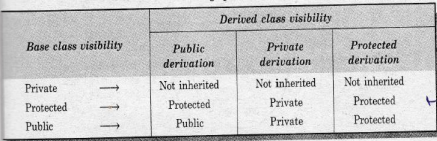 Derived class visibility
Base class visibility Public derivation Private derivation Protected derivation
Private → Not inherited Not inherited Not inherited
Protected → Protected Private Protected
Public → Public Private Protected